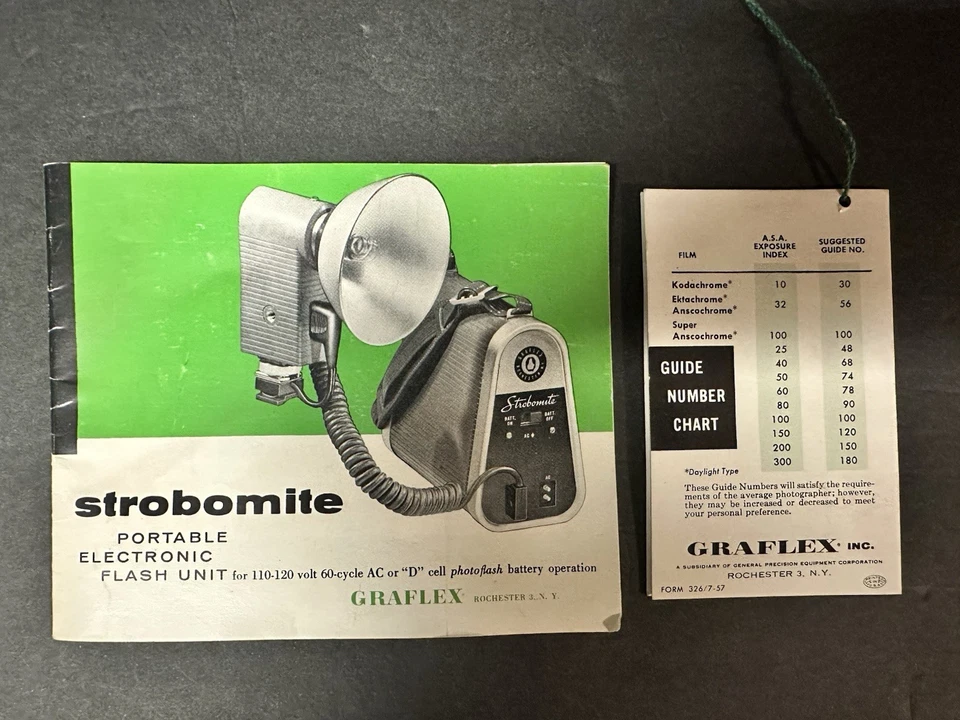 Strobomite
BATT. ON
BATT. OFF
AC
strobomite
PORTABLE
ELECTRONIC
FLASH UNIT for 110-120 volt 60-cycle AC or "D" cell photoflash battery operation
GRAFLEX® ROCHESTER 3, N. Y.
FILM A.S.A. EXPOSURE INDEX SUGGESTED GUIDE NO.
Kodachrome* 10 30
Ektachrome*
Anscochrome* 32 56
Super
Anscochrome* 100 100
25 48
40 68
50 74
60 78
80 90
100 100
150 120
200 150
300 180
GUIDE
NUMBER
CHART
*Daylight Type
These Guide Numbers will satisfy the require-
ments of the average photographer; however,
they may be increased or decreased to meet
your personal preference.
GRAFLEX® INC.
A SUBSIDIARY OF GENERAL PRECISION EQUIPMENT CORPORATION
ROCHESTER 3, N. Y.
FORM 326/7-57